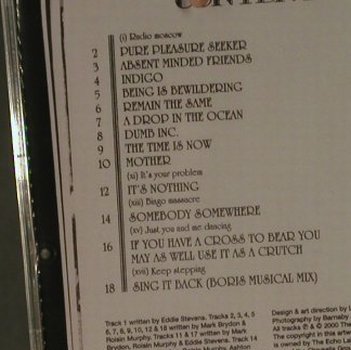 CONTEN
(i) Radio moscow
2 PURE PLEASURE SEEKER
3 ABSENT MINDED FRIENDS
4 INDIGO
5 BEING IS BEWILDERING
6 REMAIN THE SAME
7 A DROP IN THE OCEAN
8 DUMB INC.
9 THE TIME IS NOW
10 MOTHER
(xi) It's your problem
12 IT'S NOTHING
(xiii) Bingo massacre
14 SOMEBODY SOMEWHERE
(xv) Just you and me dancing
16 IF YOU HAVE A CROSS TO BEAR YOU
MAY AS WELL USE IT AS A CRUTCH
(xvii) Keep stepping
18 SING IT BACK (BORIS MUSICAL MIX)
Track 1 written by Eddie Stevens. Tracks 2, 3, 4, 5
6, 7, 8, 9, 10, 12 & 18 written by Mark Brydon &
Roisin Murphy. Tracks 11 & 17 written by Mark
Brydon, Roisin Murphy & Eddie Stevens. Track 14
Murphy, Ashton
Design & art direction by
Photography by Barnaby
All tracks ℗ & © 2000 The
is owned by The Echo La